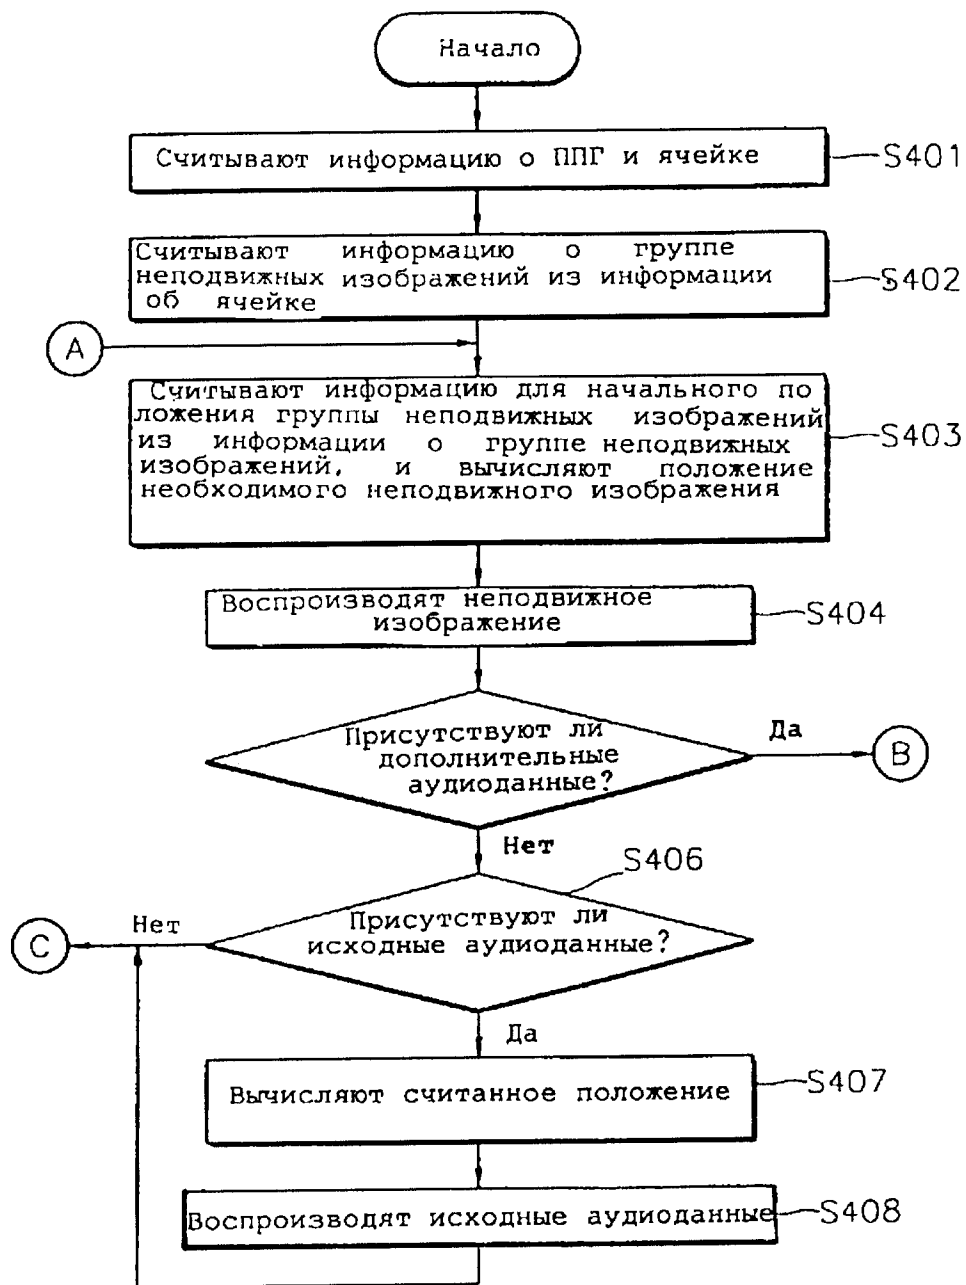 Начало
Считывают информацию о ППГ и ячейке
S401
Считывают информацию о группе
неподвижных изображений из информации
об ячейке
S402
A
Считывают информацию для начального по
ложения группы неподвижных изображений
из информации о группе неподвижных
изображений, и вычисляют положение
необходимого неподвижного изображения
S403
Воспроизводят неподвижное
изображение
S404
Присутствуют ли
дополнительные
аудиоданные?
Да
B
Нет
S406
Присутствуют ли
исходные аудиоданные?
Нет
C
Да
Вычисляют считанное положение
S407
Воспроизводят исходные аудиоданные
S408